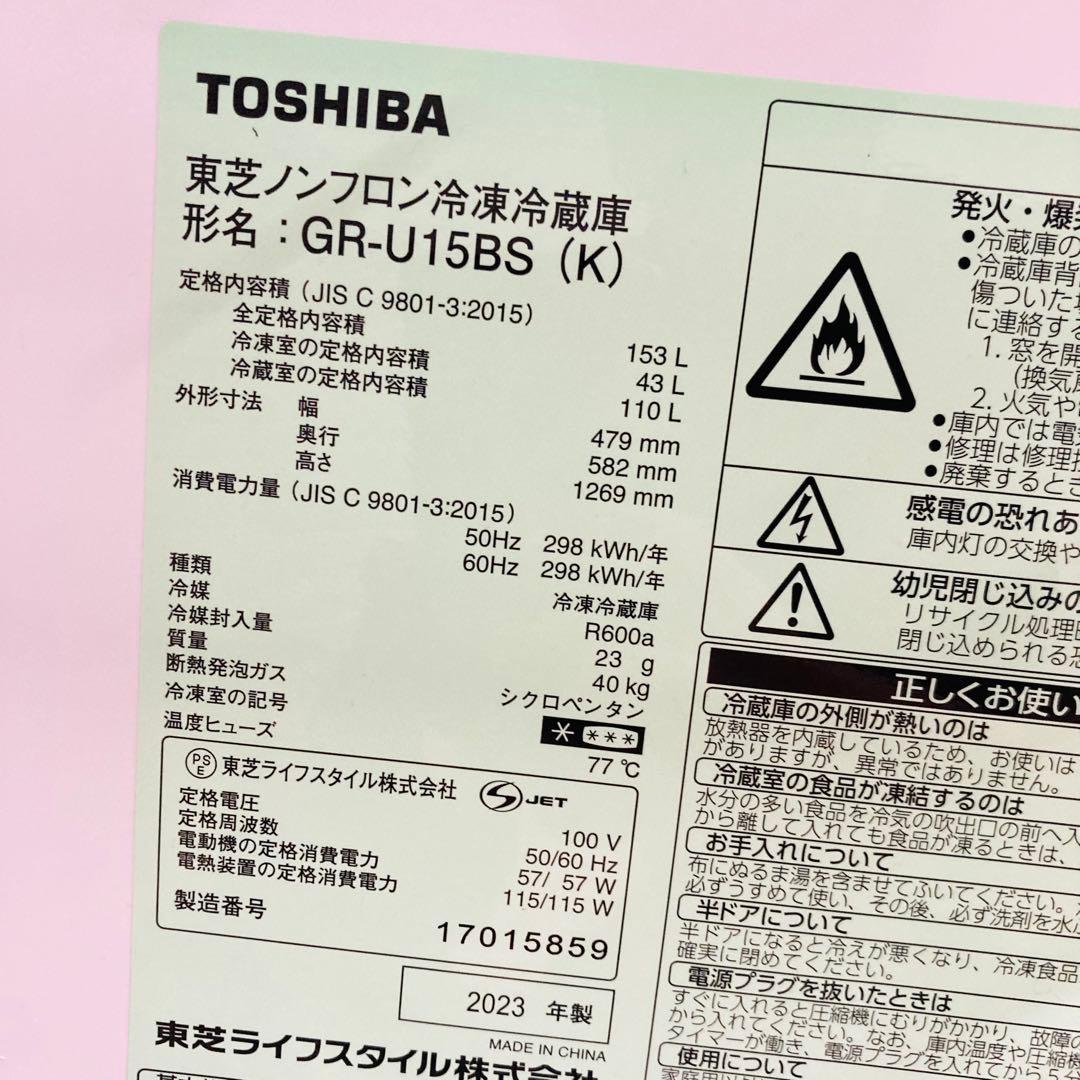 TOSHIBA
東芝ノンフロン冷凍冷蔵庫
形名：GR-U15BS（K）
定格内容積（JIS C 9801-3:2015）
全定格内容積 153 L
冷凍室の定格内容積 43 L
冷蔵室の定格内容積 110 L
外形寸法 幅 479 mm
奥行 582 mm
高さ 1269 mm
消費電力量（JIS C 9801-3:2015）
50Hz 298 kWh/年
60Hz 298 kWh/年
種類 冷凍冷蔵庫
冷媒 R600a
冷媒封入量 23 g
質量 40 kg
断熱発泡ガス シクロペンタン
冷凍室の記号 * ***
温度ヒューズ 77 ℃
PSE 東芝ライフスタイル株式会社 S JET
定格電圧 100 V
定格周波数 50/60 Hz
電動機の定格消費電力 57/ 57 W
電熱装置の定格消費電力 115/115 W
製造番号 17015859
2023 年製
MADE IN CHINA
東芝ライフスタイル株式会社
発火・爆発
●冷蔵庫の
●冷蔵庫背
傷ついた
に連絡する
1. 窓を開
(換気
2. 火気や
●庫内では電気
●修理は修理
●廃棄するとき
感電の恐れあ
庫内灯の交換や
幼児閉じ込みの
リサイクル処理
閉じ込められる恐
正しくお使い
冷蔵庫の外側が熱いのは
放熱器を内蔵しているため、お使いは
がありますが、異常ではありません。
冷蔵室の食品が凍結するのは
水分の多い食品を冷気の吹出口の前へ入
から離して入れても食品が凍るときは、
お手入れについて
布にぬるま湯を含ませてふいてください。
必ずうすめて使い、その後、必ず洗剤を水
半ドアについて
半ドアになると冷えが悪くなり、冷凍食品
確実に閉めてください。
電源プラグを抜いたときは
すぐに入れると圧縮機にむりがかかり、故障の
から入れてください。なお、庫内温度や圧縮機
タイマーが働き、電源プラグを入れてから5分
使用について